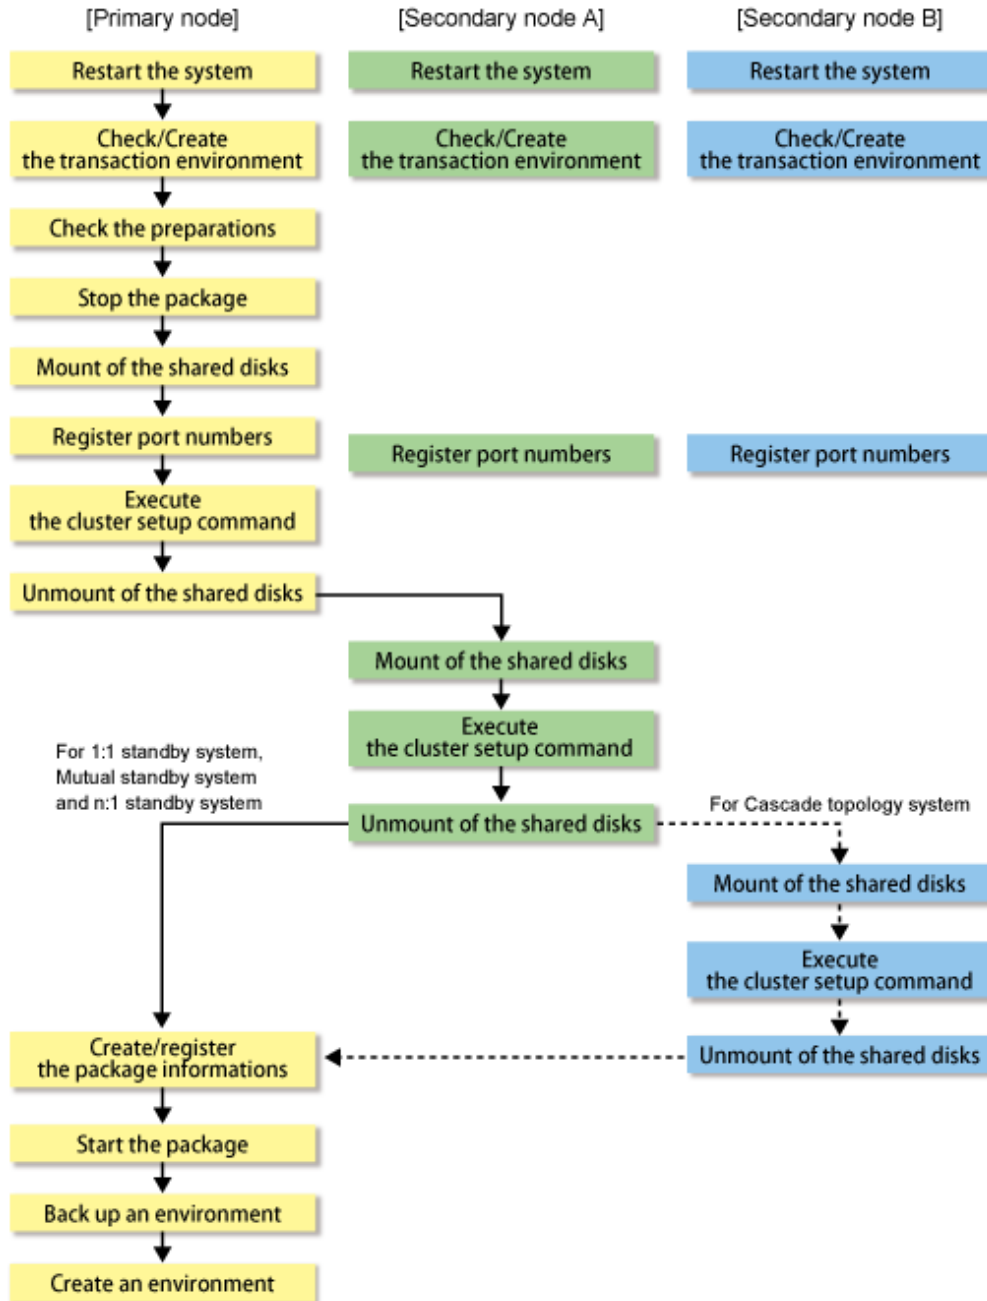 [Primary node]
[Secondary node A]
[Secondary node B]
Restart the system
Restart the system
Restart the system
Check/Create
the transaction environment
Check/Create
the transaction environment
Check/Create
the transaction environment
Check the preparations
Stop the package
Mount of the shared disks
Register port numbers
Register port numbers
Register port numbers
Execute
the cluster setup command
Unmount of the shared disks
Mount of the shared disks
Execute
the cluster setup command
For 1:1 standby system,
Mutual standby system
and n:1 standby system
Unmount of the shared disks
For Cascade topology system
Mount of the shared disks
Execute
the cluster setup command
Unmount of the shared disks
Create/register
the package informations
Start the package
Back up an environment
Create an environment